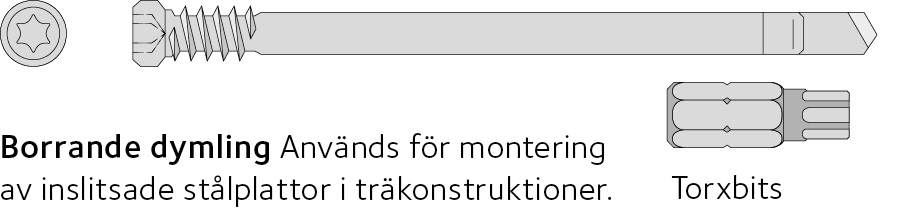 Borrande dymling Används för montering
av inslitsade stålplattor i träkonstruktioner.
Torxbits